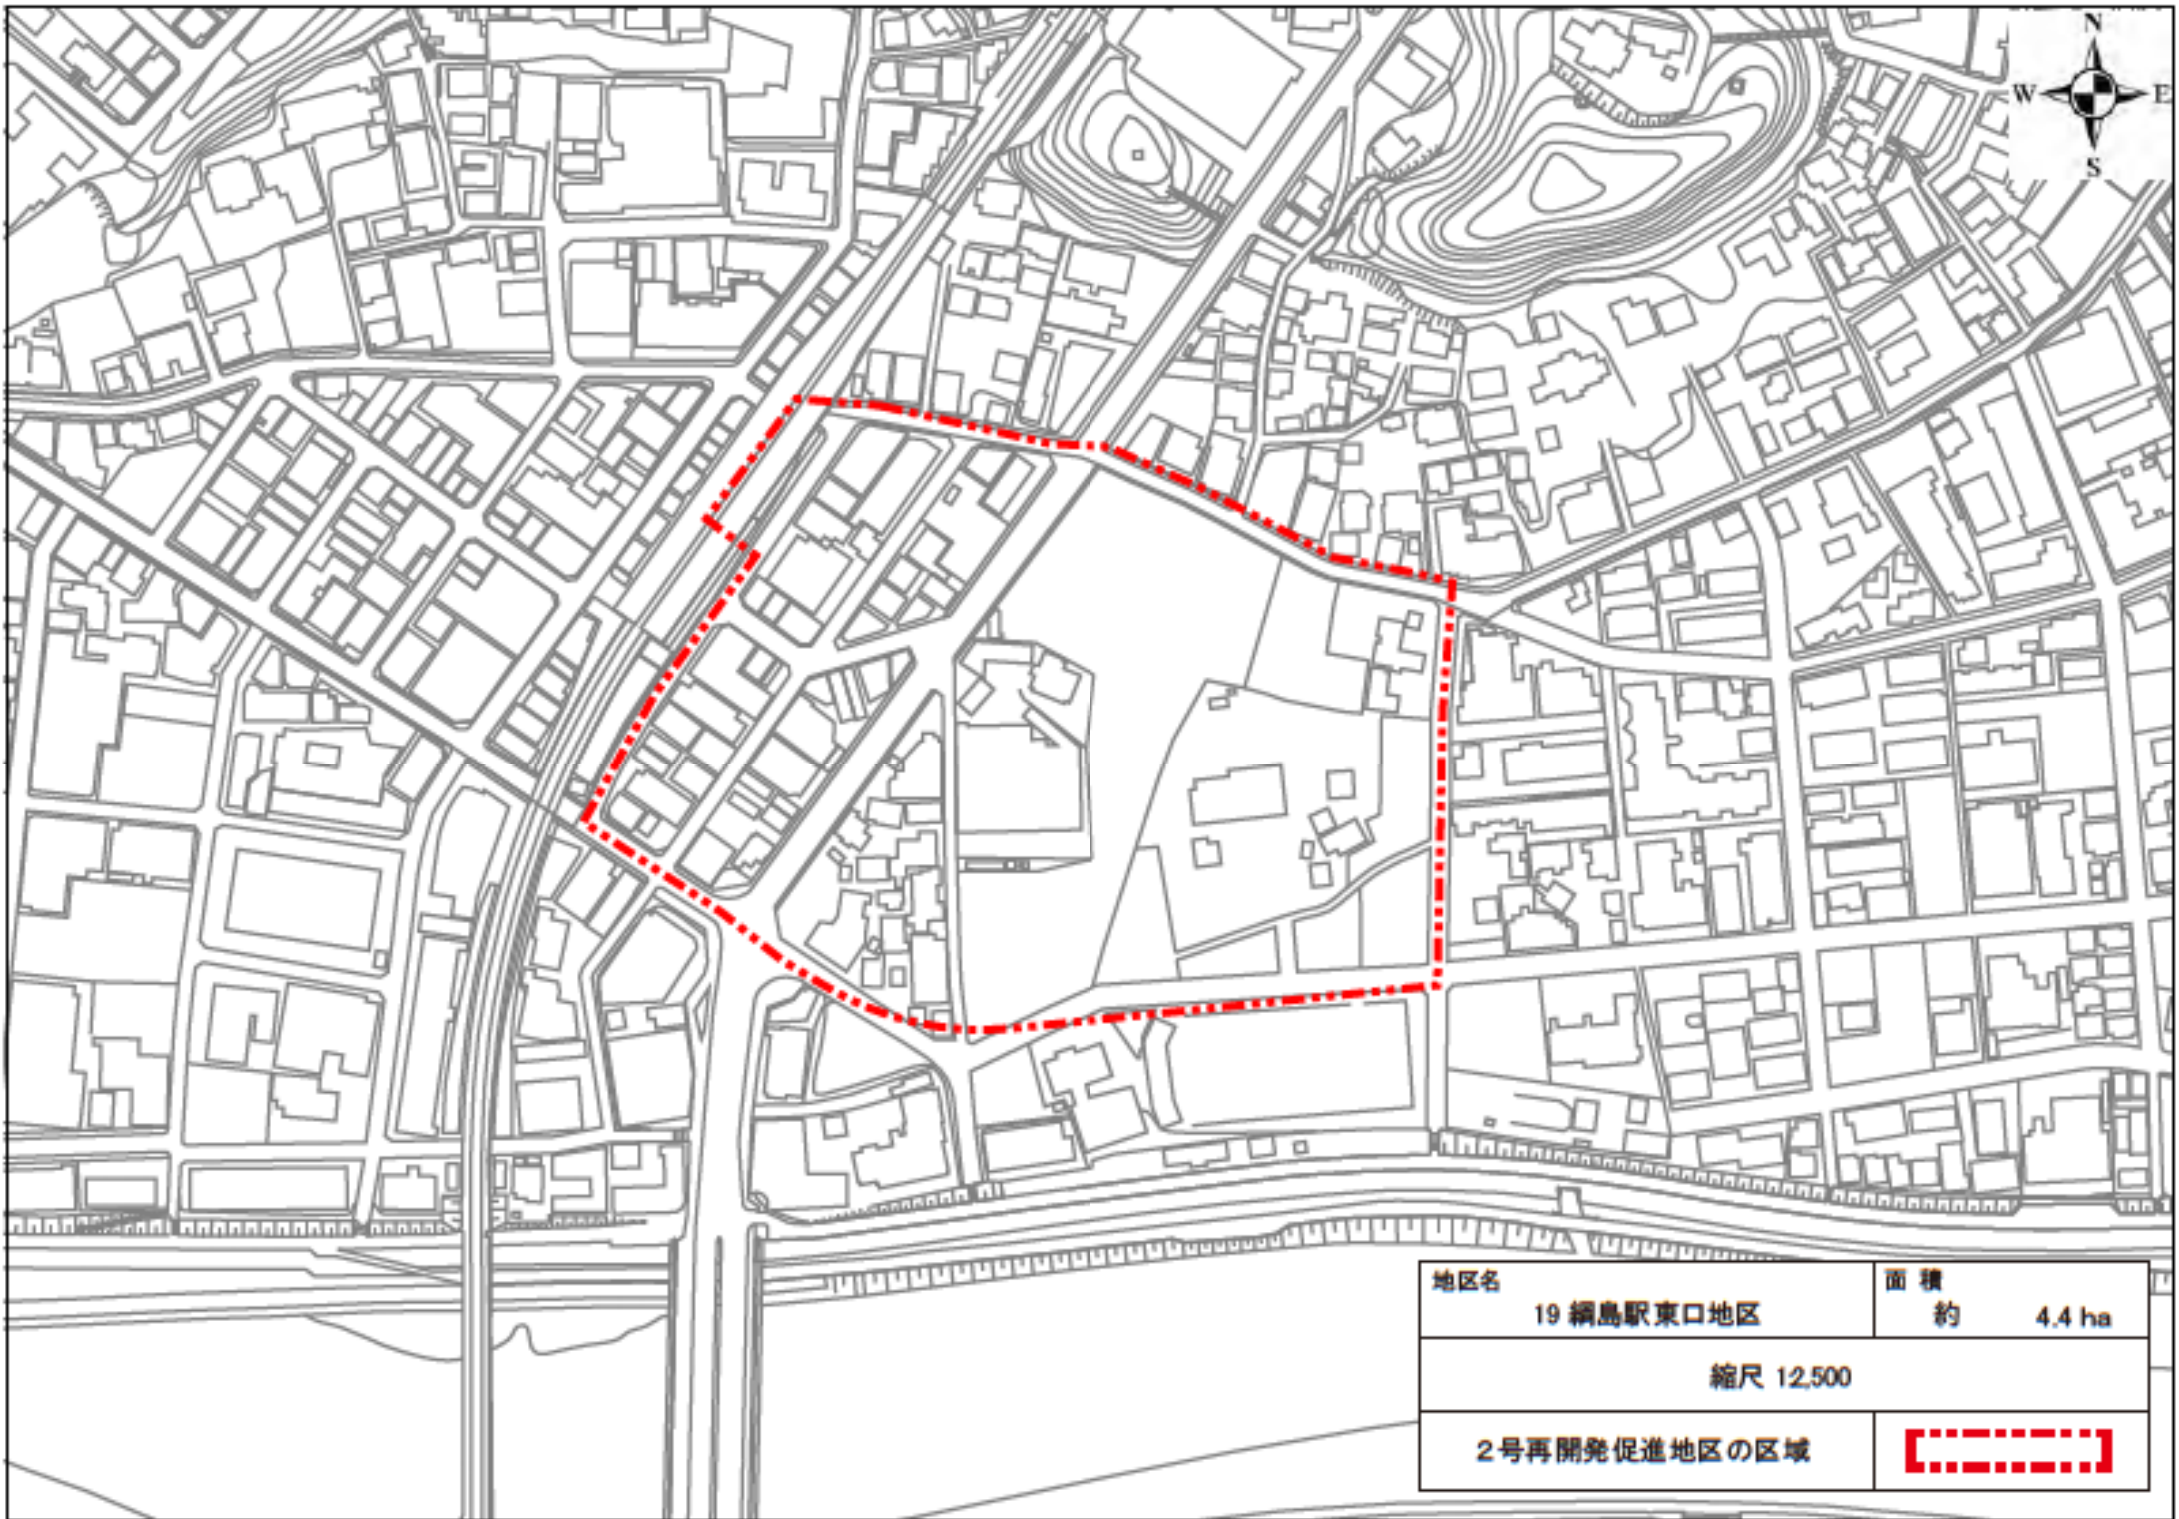 N
W E
S
地区名
19 綱島駅東口地区
面 積
約 4.4 ha
縮尺 12,500
2号再開発促進地区の区域